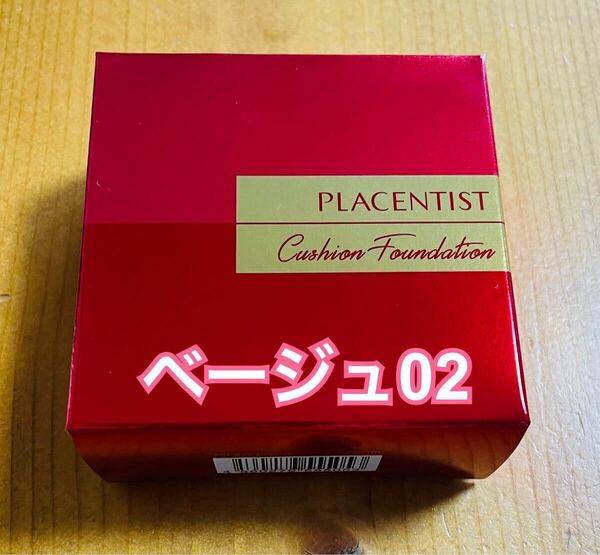 PLACENTIST
Cushion Foundation
ベージュ02